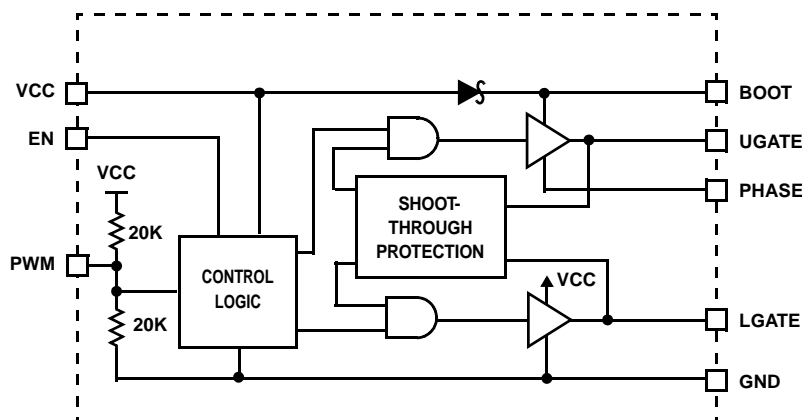 VCC
BOOT
EN
UGATE
VCC
PHASE
20K
SHOOT-
THROUGH
PROTECTION
PWM
CONTROL
LOGIC
VCC
20K
LGATE
GND